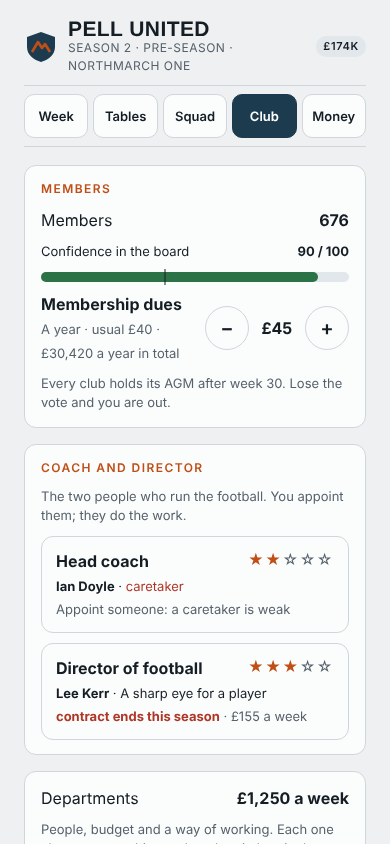 PELL UNITED
SEASON 2 · PRE-SEASON ·
NORTHMARCH ONE
£174K
Week
Tables
Squad
Club
Money
MEMBERS
Members 676
Confidence in the board 90 / 100
Membership dues
A year · usual £40 ·
£30,420 a year in total
− £45 +
Every club holds its AGM after week 30. Lose the
vote and you are out.
COACH AND DIRECTOR
The two people who run the football. You appoint
them; they do the work.
Head coach ★★☆☆☆
Ian Doyle · caretaker
Appoint someone: a caretaker is weak
Director of football ★★★☆☆
Lee Kerr · A sharp eye for a player
contract ends this season · £155 a week
Departments £1,250 a week
People, budget and a way of working. Each one